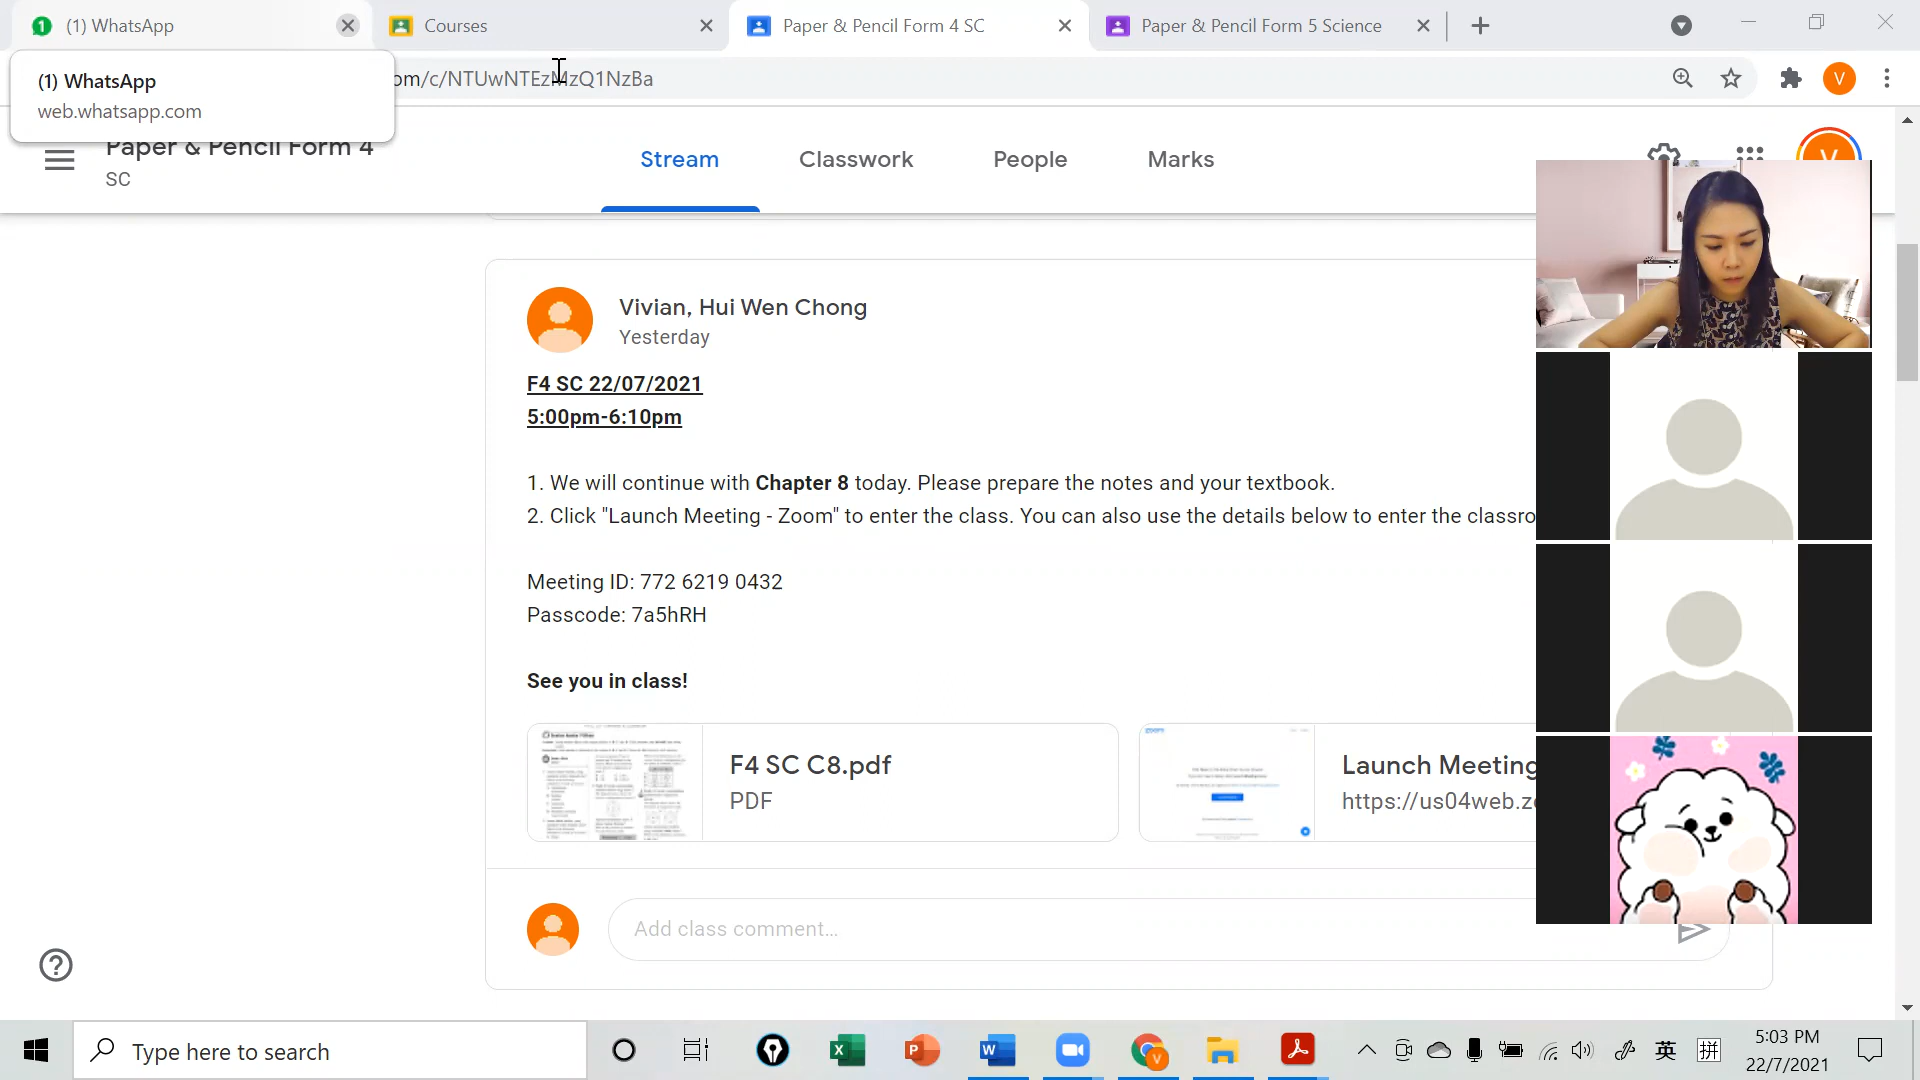 (1) WhatsApp
Courses
Paper & Pencil Form 4 SC
Paper & Pencil Form 5 Science
(1) WhatsApp
web.whatsapp.com
om/c/NTUwNTEzMzQ1NzBa
V
Paper & Pencil Form 4
SC
Stream
Classwork
People
Marks
V
Vivian, Hui Wen Chong
Yesterday
F4 SC 22/07/2021
5:00pm-6:10pm
1. We will continue with Chapter 8 today. Please prepare the notes and your textbook.
2. Click "Launch Meeting - Zoom" to enter the class. You can also use the details below to enter the classro
Meeting ID: 772 6219 0432
Passcode: 7a5hRH
See you in class!
F4 SC C8.pdf
PDF
Launch Meeting
https://us04web.z
Add class comment...
Type here to search
英
拼
5:03 PM
22/7/2021